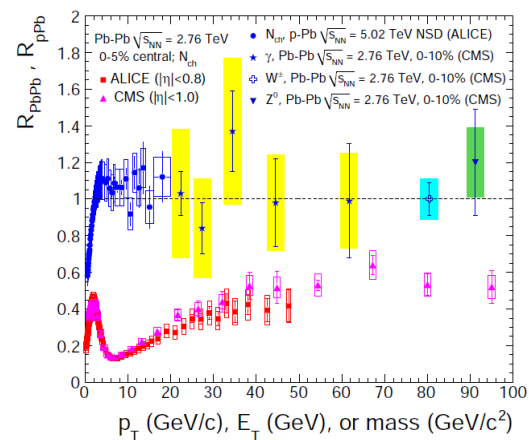 R_PbPb , R_pPb
2
1.8
1.6
1.4
1.2
1
0.8
0.6
0.4
0.2
0
Pb-Pb √s_NN = 2.76 TeV
0-5% central; N_ch
ALICE (|η|<0.8)
CMS (|η|<1.0)
N_ch, p-Pb √s_NN = 5.02 TeV NSD (ALICE)
γ, Pb-Pb √s_NN = 2.76 TeV, 0-10% (CMS)
W±, Pb-Pb √s_NN = 2.76 TeV, 0-10% (CMS)
Z⁰, Pb-Pb √s_NN = 2.76 TeV, 0-10% (CMS)
0 10 20 30 40 50 60 70 80 90 100
p_T (GeV/c), E_T (GeV), or mass (GeV/c²)